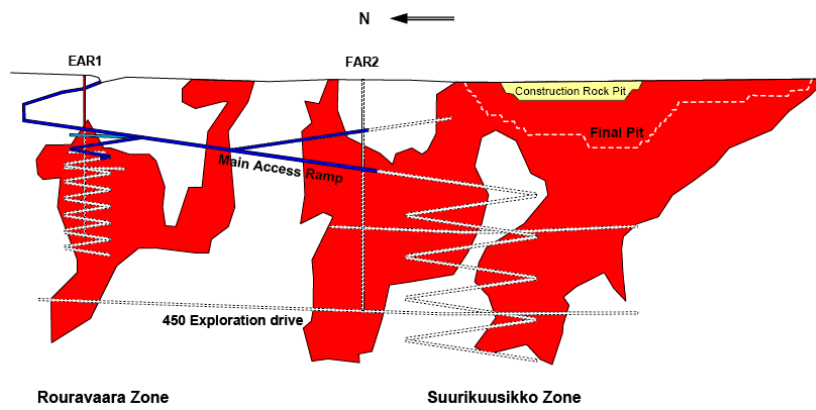 N
EAR1
FAR2
Construction Rock Pit
Final Pit
Main Access Ramp
450 Exploration drive
Rouravaara Zone
Suurikuusikko Zone